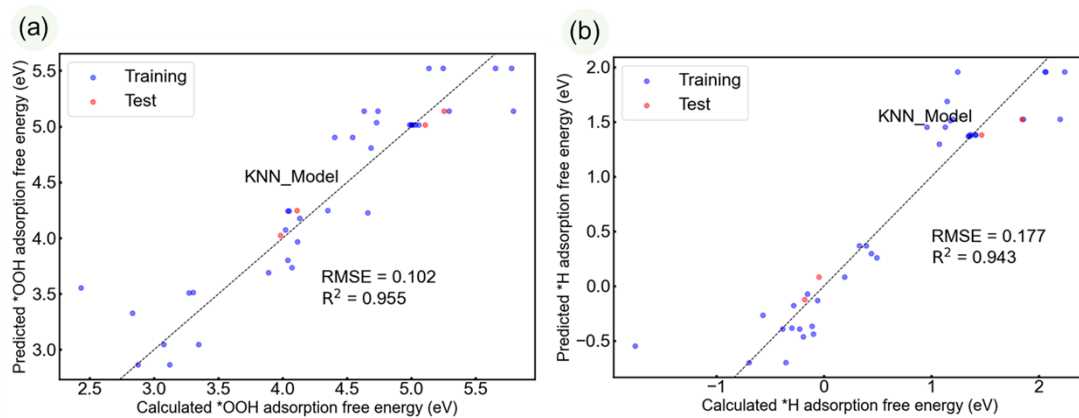 (a)
5.5
5.0
4.5
4.0
3.5
3.0
Predicted *OOH adsorption free energy (eV)
Training
Test
KNN_Model
RMSE = 0.102
R² = 0.955
2.5 3.0 3.5 4.0 4.5 5.0 5.5
Calculated *OOH adsorption free energy (eV)
(b)
2.0
1.5
1.0
0.5
0.0
−0.5
Predicted *H adsorption free energy (eV)
Training
Test
KNN_Model
RMSE = 0.177
R² = 0.943
−1 0 1 2
Calculated *H adsorption free energy (eV)